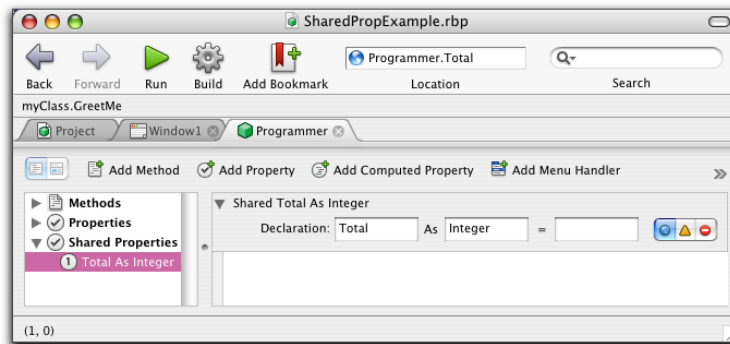 SharedPropExample.rbp
Programmer.Total
Back Forward Run Build Add Bookmark Location Search
myClass.GreetMe
Project Window1 Programmer
Add Method Add Property Add Computed Property Add Menu Handler »
Methods
Properties
Shared Properties
1 Total As Integer
Shared Total As Integer
Declaration: Total As Integer =
(1, 0)